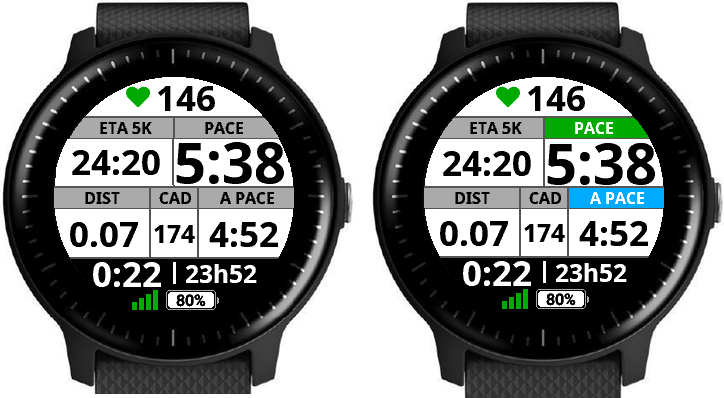 146
ETA 5K PACE
24:20 5:38
DIST CAD A PACE
0.07 174 4:52
0:22 | 23h52
80%
146
ETA 5K PACE
24:20 5:38
DIST CAD A PACE
0.07 174 4:52
0:22 | 23h52
80%